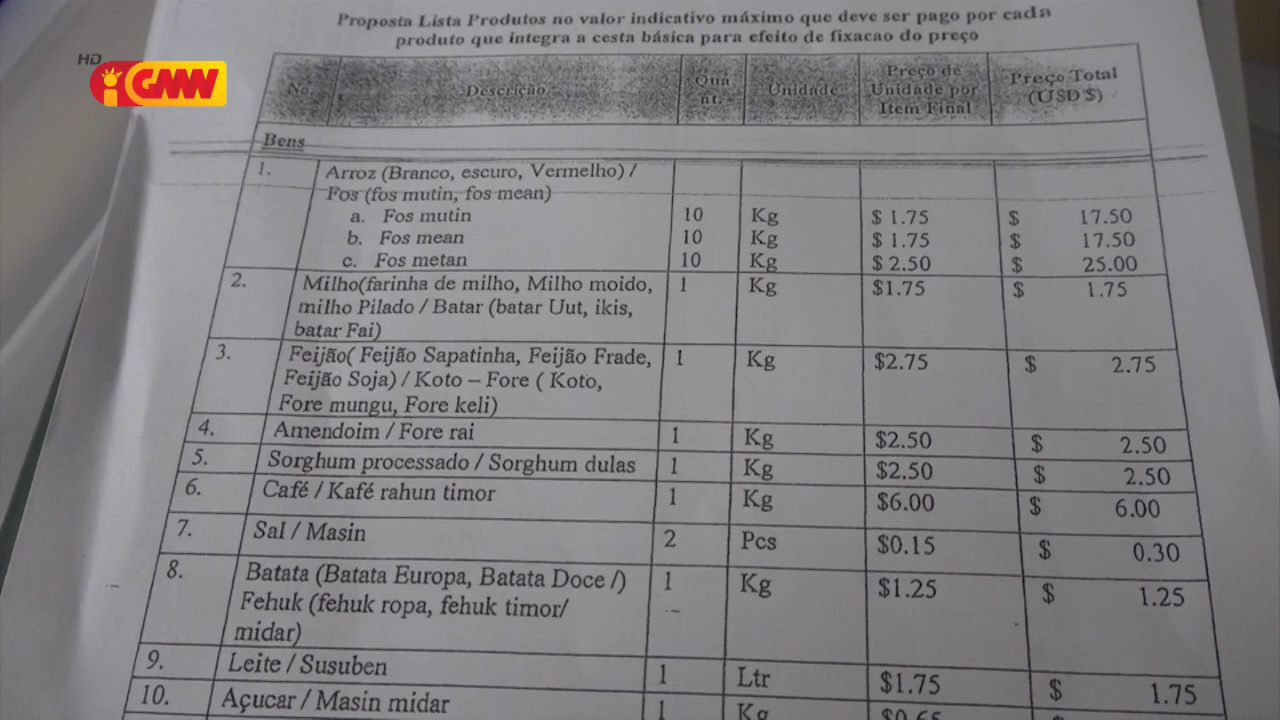 HD
GMN
Proposta Lista Produtos no valor indicativo máximo que deve ser pago por cada
produto que integra a cesta básica para efeito de fixacao do preço
No. Descrição Qua nt. Unidade Preço de Unidade por Item Final Preço Total (USD $)
Bens
1. Arroz (Branco, escuro, Vermelho) /
Fos (fos mutin, fos mean)
a. Fos mutin 10 Kg $ 1.75 $ 17.50
b. Fos mean 10 Kg $ 1.75 $ 17.50
c. Fos metan 10 Kg $ 2.50 $ 25.00
2. Milho(farinha de milho, Milho moido, 1 Kg $1.75 $ 1.75
milho Pilado / Batar (batar Uut, ikis,
batar Fai)
3. Feijão( Feijão Sapatinha, Feijão Frade, 1 Kg $2.75 $ 2.75
Feijão Soja) / Koto – Fore ( Koto,
Fore mungu, Fore keli)
4. Amendoim / Fore rai 1 Kg $2.50 $ 2.50
5. Sorghum processado / Sorghum dulas 1 Kg $2.50 $ 2.50
6. Café / Kafé rahun timor 1 Kg $6.00 $ 6.00
7. Sal / Masin 2 Pcs $0.15 $ 0.30
8. Batata (Batata Europa, Batata Doce /) 1 Kg $1.25 $ 1.25
Fehuk (fehuk ropa, fehuk timor/
midar)
9. Leite / Susuben 1 Ltr $1.75 $ 1.75
10. Açucar / Masin midar 1 Kg $0.65 $